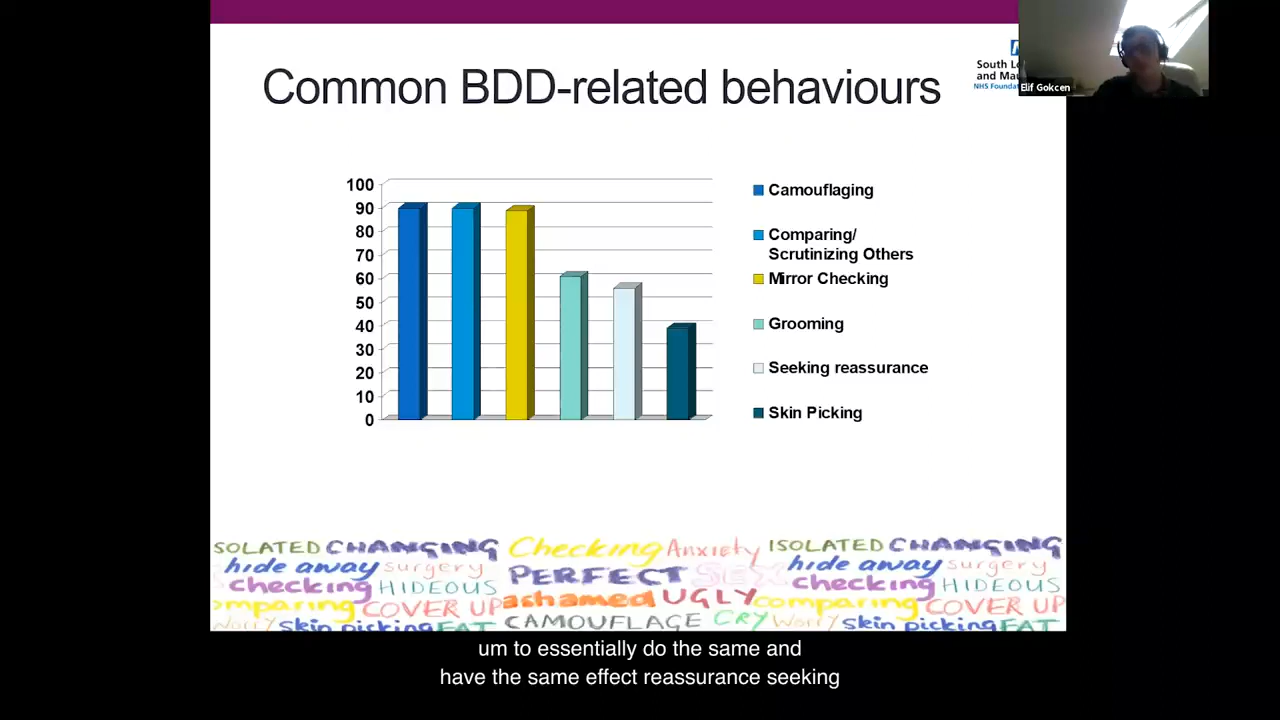 Common BDD-related behaviours
South Lo
and Mau
NHS Foundat
Elif Gokcen
100
90
80
70
60
50
40
30
20
10
0
Camouflaging
Comparing/
Scrutinizing Others
Mirror Checking
Grooming
Seeking reassurance
Skin Picking
SOLATED CHANGING Checking Anxiety ISOLATED CHANGING
hide away surgery PERFECT SEX hide away surgery
checking HIDEOUS ashamed UGLY checking HIDEOUS
omparing COVER UP CAMOUFLAGE CRY comparing COVER UP
Worry Skin picking FAT Worry Skin picking FAT
um to essentially do the same and
have the same effect reassurance seeking